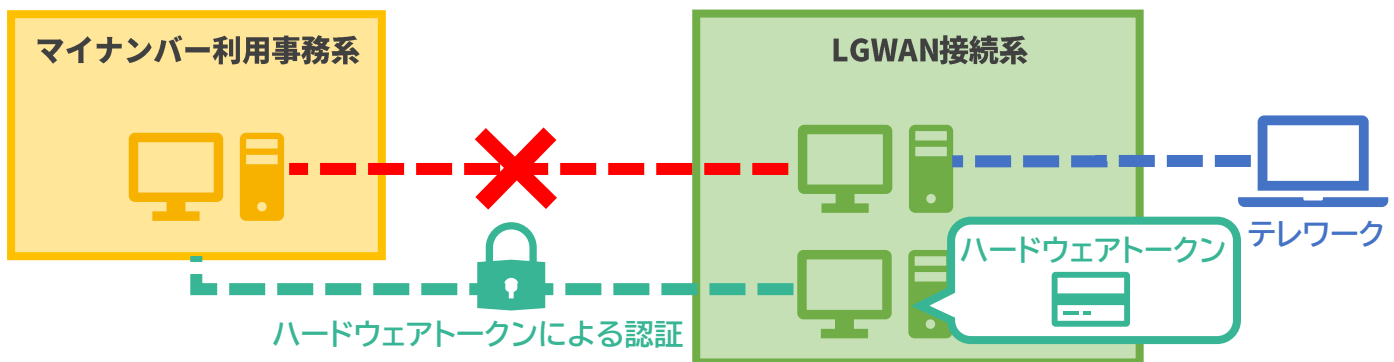 マイナンバー利用事務系
LGWAN接続系
ハードウェアトークン
テレワーク
ハードウェアトークンによる認証